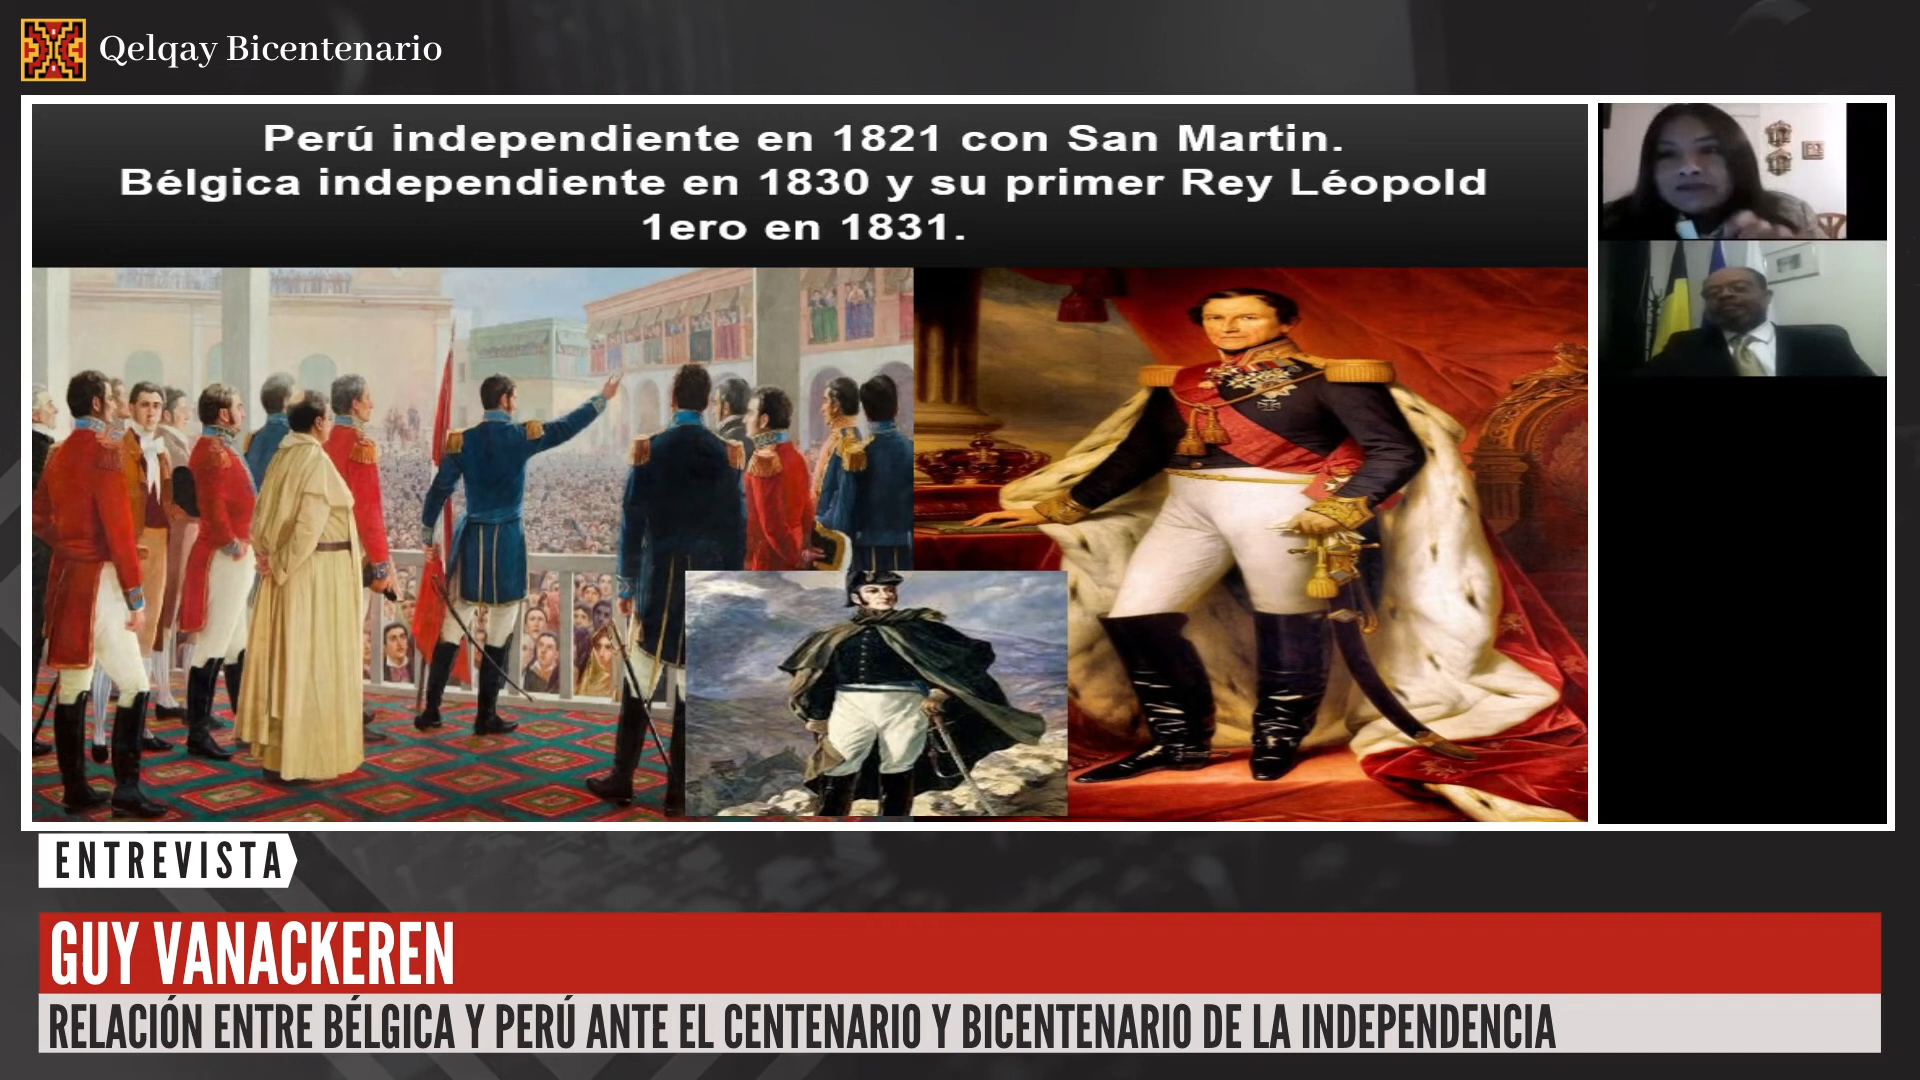 Qelqay Bicentenario
Perú independiente en 1821 con San Martin.
Bélgica independiente en 1830 y su primer Rey Léopold
1ero en 1831.
ENTREVISTA
GUY VANACKEREN
RELACIÓN ENTRE BÉLGICA Y PERÚ ANTE EL CENTENARIO Y BICENTENARIO DE LA INDEPENDENCIA